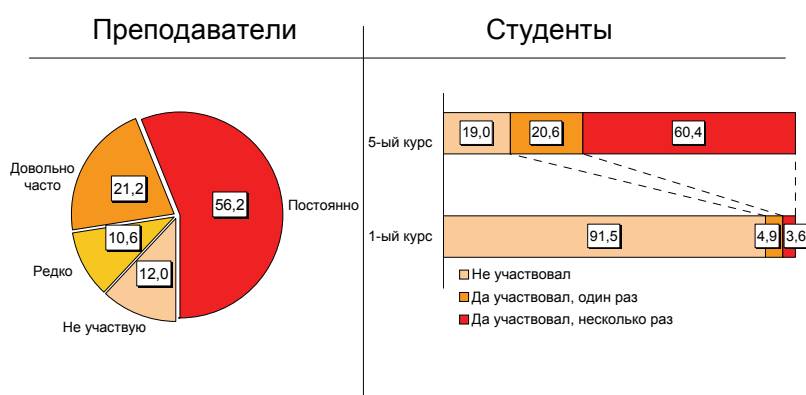 Преподаватели
Студенты
Довольно
часто
21,2
56,2
Постоянно
10,6
Редко
12,0
Не участвую
5-ый курс
19,0
20,6
60,4
1-ый курс
91,5
4,9
3,6
Не участвовал
Да участвовал, один раз
Да участвовал, несколько раз